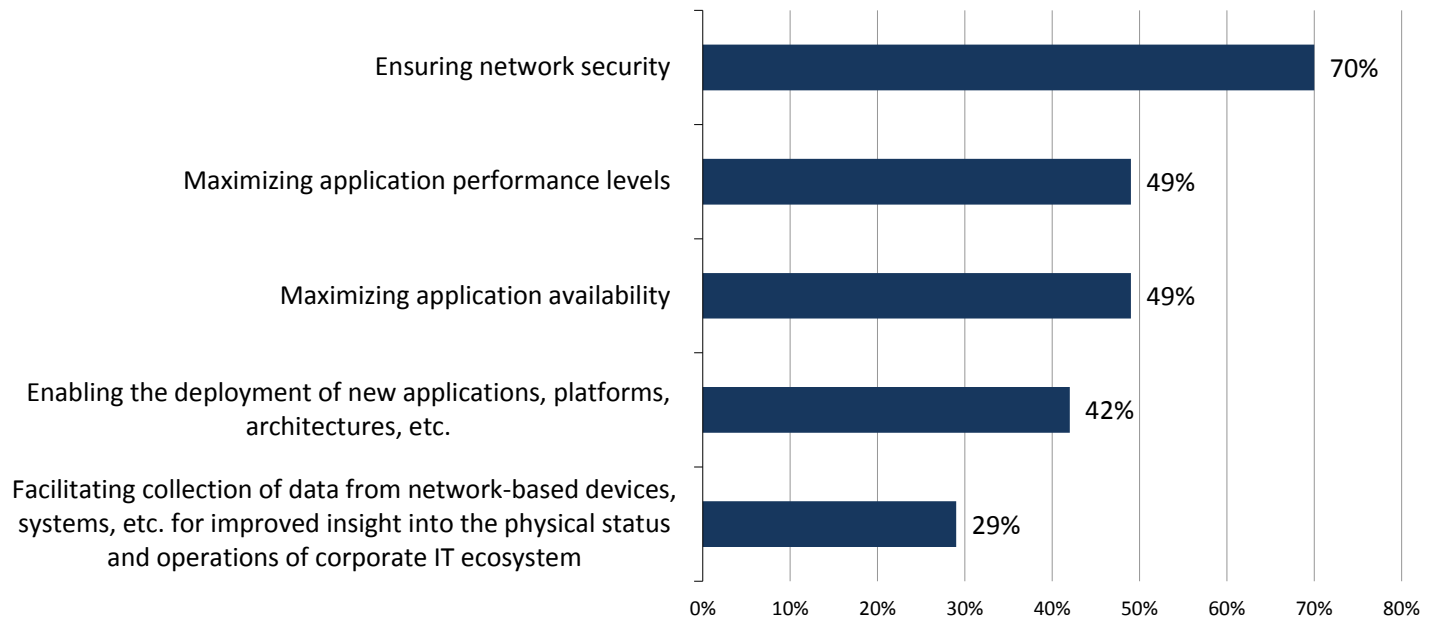 Ensuring network security
70%
Maximizing application performance levels
49%
Maximizing application availability
49%
Enabling the deployment of new applications, platforms,
architectures, etc.
42%
Facilitating collection of data from network-based devices,
systems, etc. for improved insight into the physical status
and operations of corporate IT ecosystem
29%
0% 10% 20% 30% 40% 50% 60% 70% 80%